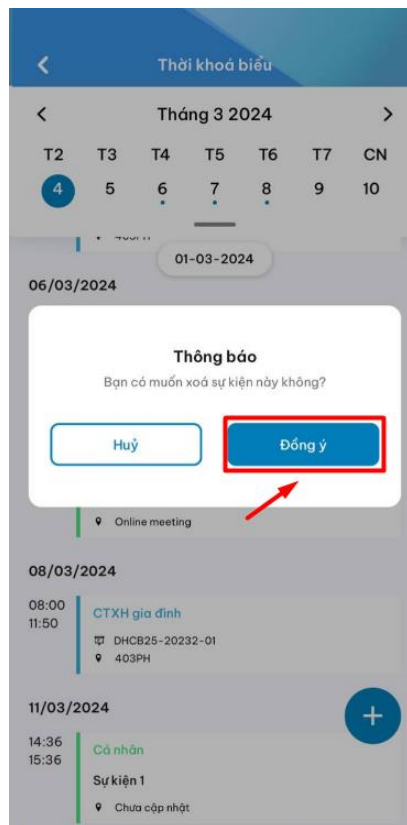 Thời khoá biểu
Tháng 3 2024
T2 T3 T4 T5 T6 T7 CN
4 5 6 7 8 9 10
01-03-2024
06/03/2024
Thông báo
Bạn có muốn xoá sự kiện này không?
Huỷ Đồng ý
Online meeting
08/03/2024
08:00
11:50
CTXH gia đình
DHCB25-20232-01
403PH
11/03/2024
14:36
15:36
Cá nhân
Sự kiện 1
Chưa cập nhật